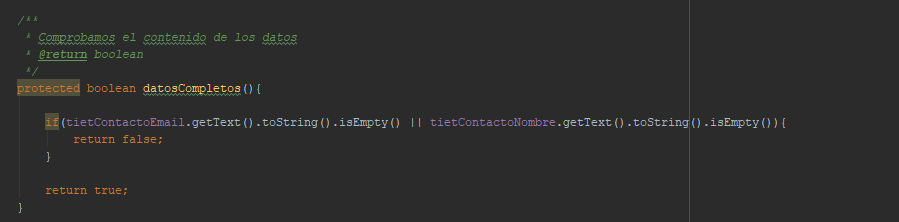 /**
* Comprobamos el contenido de los datos
* @return boolean
*/
protected boolean datosCompletos(){
if(tietContactoEmail.getText().toString().isEmpty() || tietContactoNombre.getText().toString().isEmpty()){
return false;
}
return true;
}